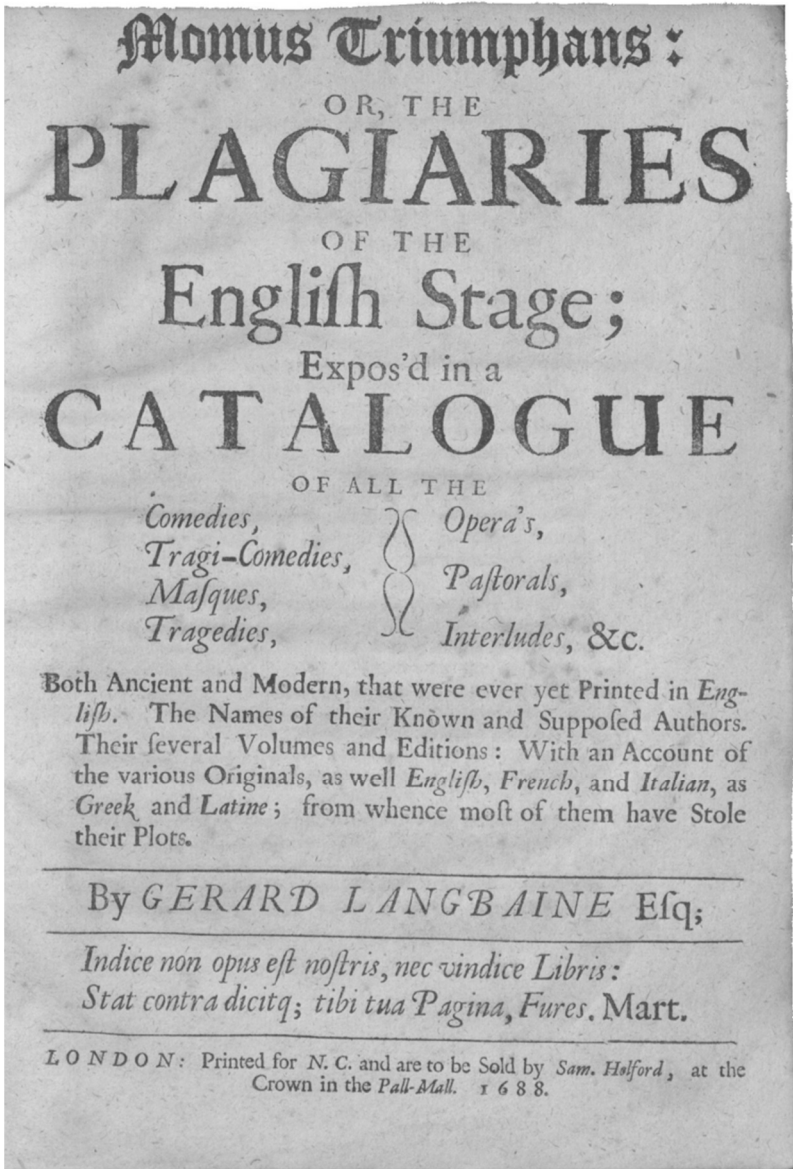 Momus Triumphans:
OR, THE
PLAGIARIES
OF THE
Engliſh Stage;
Expos'd in a
CATALOGUE
OF ALL THE
Comedies,
Tragi-Comedies,
Maſques,
Tragedies,
Opera's,
Paſtorals,
Interludes, &c.
Both Ancient and Modern, that were ever yet Printed in Eng-
liſh. The Names of their Known and Suppoſed Authors.
Their ſeveral Volumes and Editions: With an Account of
the various Originals, as well Engliſh, French, and Italian, as
Greek and Latine; from whence moſt of them have Stole
their Plots.
By GERARD LANGBAINE Eſq;
Indice non opus eſt noſtris, nec vindice Libris:
Stat contra dicitq; tibi tua Pagina, Fures. Mart.
LONDON: Printed for N. C. and are to be Sold by Sam. Holford, at the
Crown in the Pall-Mall. 1688.